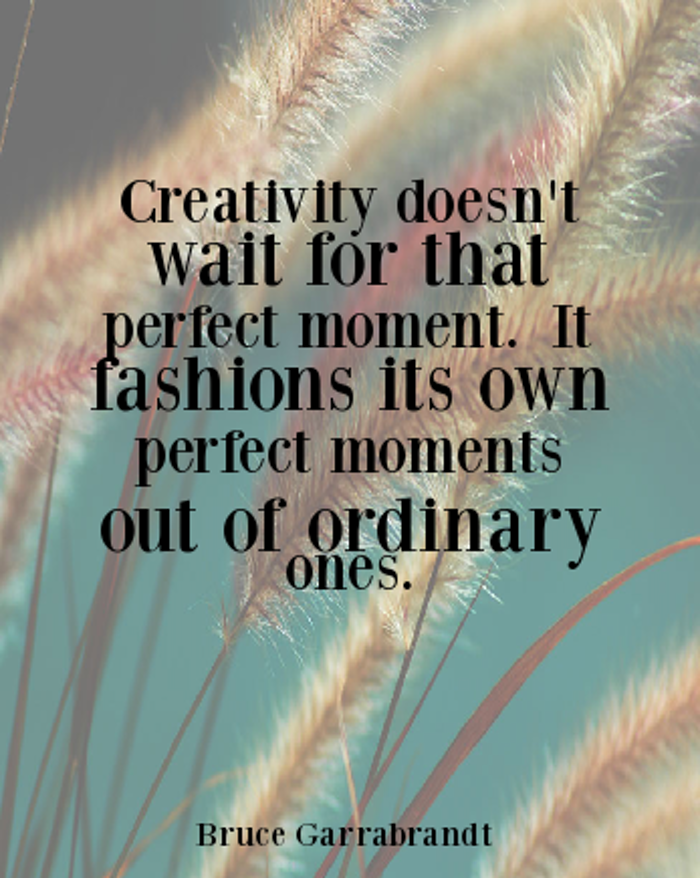 Creativity doesn't
wait for that
perfect moment. It
fashions its own
perfect moments
out of ordinary
ones.
Bruce Garrabrandt